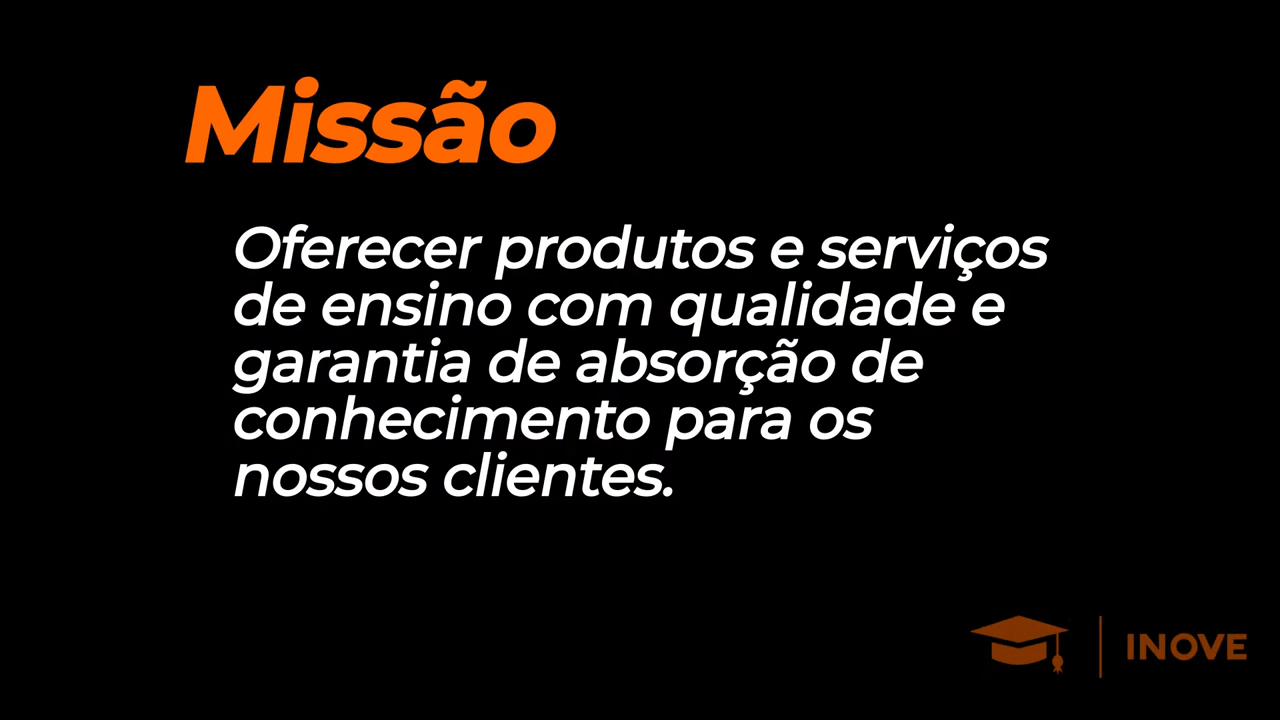 Missão
Oferecer produtos e serviços
de ensino com qualidade e
garantia de absorção de
conhecimento para os
nossos clientes.
INOVE